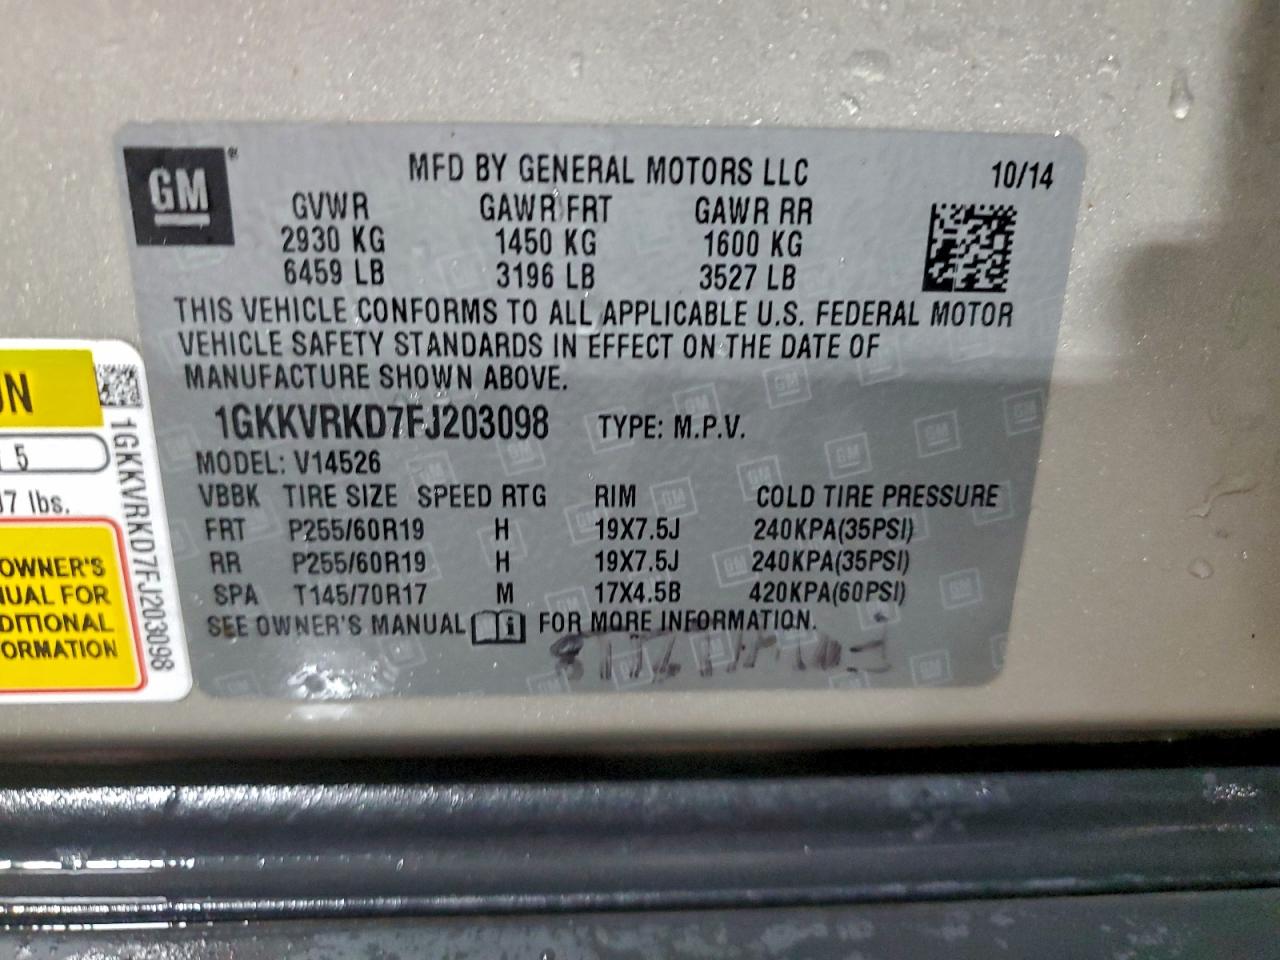 GM ®
MFD BY GENERAL MOTORS LLC 10/14
GVWR GAWR FRT GAWR RR
2930 KG 1450 KG 1600 KG
6459 LB 3196 LB 3527 LB
THIS VEHICLE CONFORMS TO ALL APPLICABLE U.S. FEDERAL MOTOR
VEHICLE SAFETY STANDARDS IN EFFECT ON THE DATE OF
MANUFACTURE SHOWN ABOVE.
1GKKVRKD7FJ203098 TYPE: M.P.V.
MODEL: V14526
VBBK TIRE SIZE SPEED RTG RIM COLD TIRE PRESSURE
FRT P255/60R19 H 19X7.5J 240KPA(35PSI)
RR P255/60R19 H 19X7.5J 240KPA(35PSI)
SPA T145/70R17 M 17X4.5B 420KPA(60PSI)
SEE OWNER'S MANUAL i FOR MORE INFORMATION.
5
7 lbs.
OWNER'S
FOR
1GKKVRKD7FJ203098